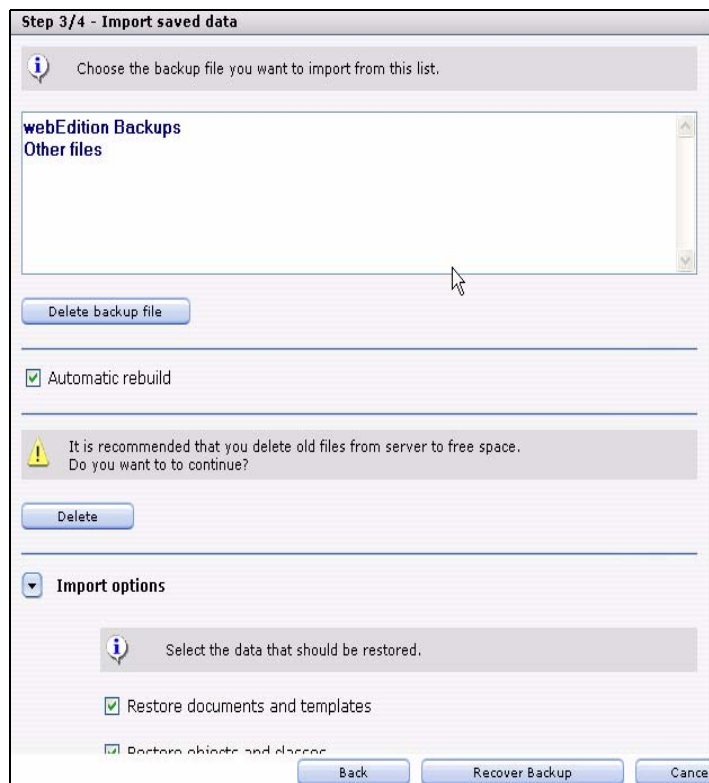 Step 3/4 - Import saved data
Choose the backup file you want to import from this list.
webEdition Backups
Other files
Delete backup file
Automatic rebuild
It is recommended that you delete old files from server to free space.
Do you want to to continue?
Delete
Import options
Select the data that should be restored.
Restore documents and templates
Restore objects and classes
Back
Recover Backup
Cance